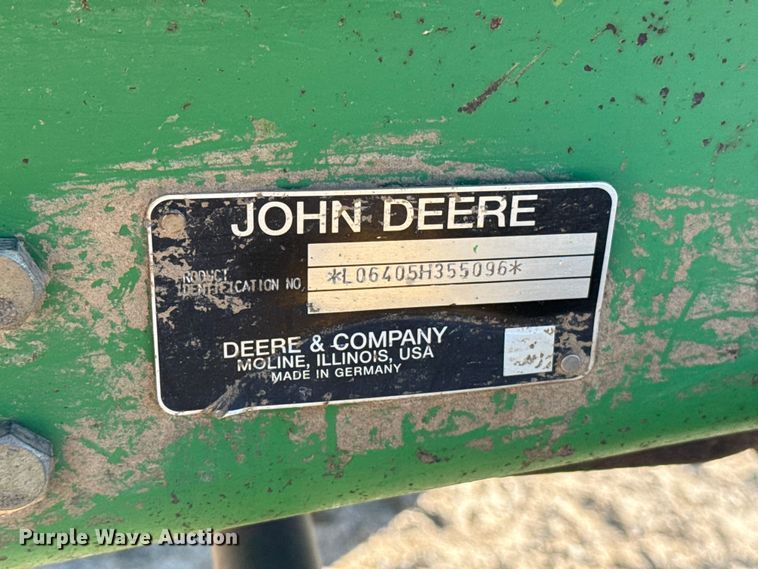 JOHN DEERE
PRODUCT
IDENTIFICATION NO.
*L06405H355096*
DEERE & COMPANY
MOLINE, ILLINOIS, USA
MADE IN GERMANY
Purple Wave Auction